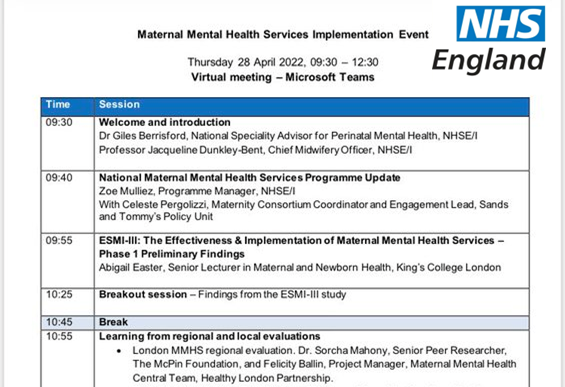 NHS
England
Maternal Mental Health Services Implementation Event
Thursday 28 April 2022, 09:30 – 12:30
Virtual meeting – Microsoft Teams
Time Session
09:30 Welcome and introduction
Dr Giles Berrisford, National Speciality Advisor for Perinatal Mental Health, NHSE/I
Professor Jacqueline Dunkley-Bent, Chief Midwifery Officer, NHSE/I
09:40 National Maternal Mental Health Services Programme Update
Zoe Mulliez, Programme Manager, NHSE/I
With Celeste Pergolizzi, Maternity Consortium Coordinator and Engagement Lead, Sands
and Tommy's Policy Unit
09:55 ESMI-III: The Effectiveness & Implementation of Maternal Mental Health Services –
Phase 1 Preliminary Findings
Abigail Easter, Senior Lecturer in Maternal and Newborn Health, King's College London
10:25 Breakout session – Findings from the ESMI-III study
10:45 Break
10:55 Learning from regional and local evaluations
• London MMHS regional evaluation. Dr. Sorcha Mahony, Senior Peer Researcher,
The McPin Foundation, and Felicity Ballin, Project Manager, Maternal Mental Health
Central Team, Healthy London Partnership.